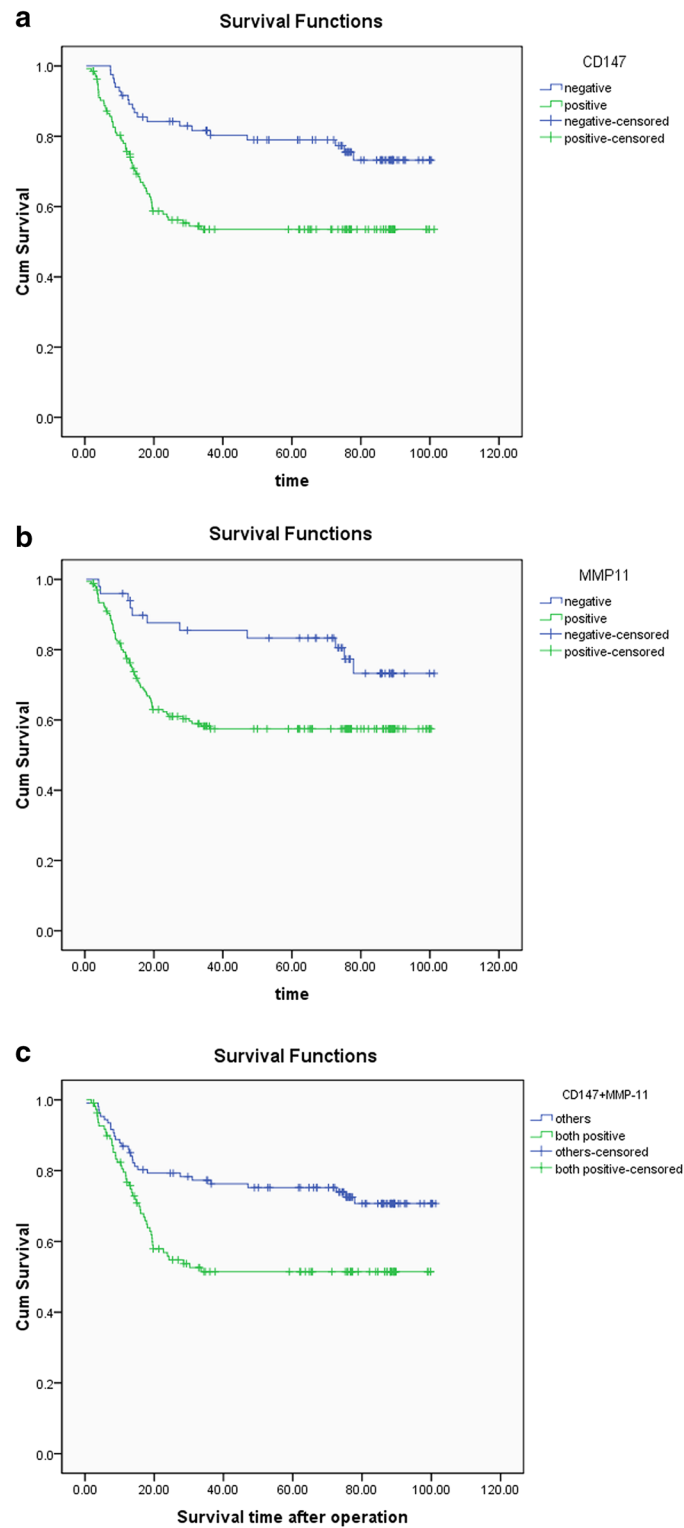 a
Survival Functions
CD147
negative
positive
negative-censored
positive-censored
Cum Survival
1.0
0.8
0.6
0.4
0.2
0.0
0.00 20.00 40.00 60.00 80.00 100.00 120.00
time
b
Survival Functions
MMP11
negative
positive
negative-censored
positive-censored
Cum Survival
1.0
0.8
0.6
0.4
0.2
0.0
0.00 20.00 40.00 60.00 80.00 100.00 120.00
time
c
Survival Functions
CD147+MMP-11
others
both positive
others-censored
both positive-censored
Cum Survival
1.0
0.8
0.6
0.4
0.2
0.0
0.00 20.00 40.00 60.00 80.00 100.00 120.00
Survival time after operation